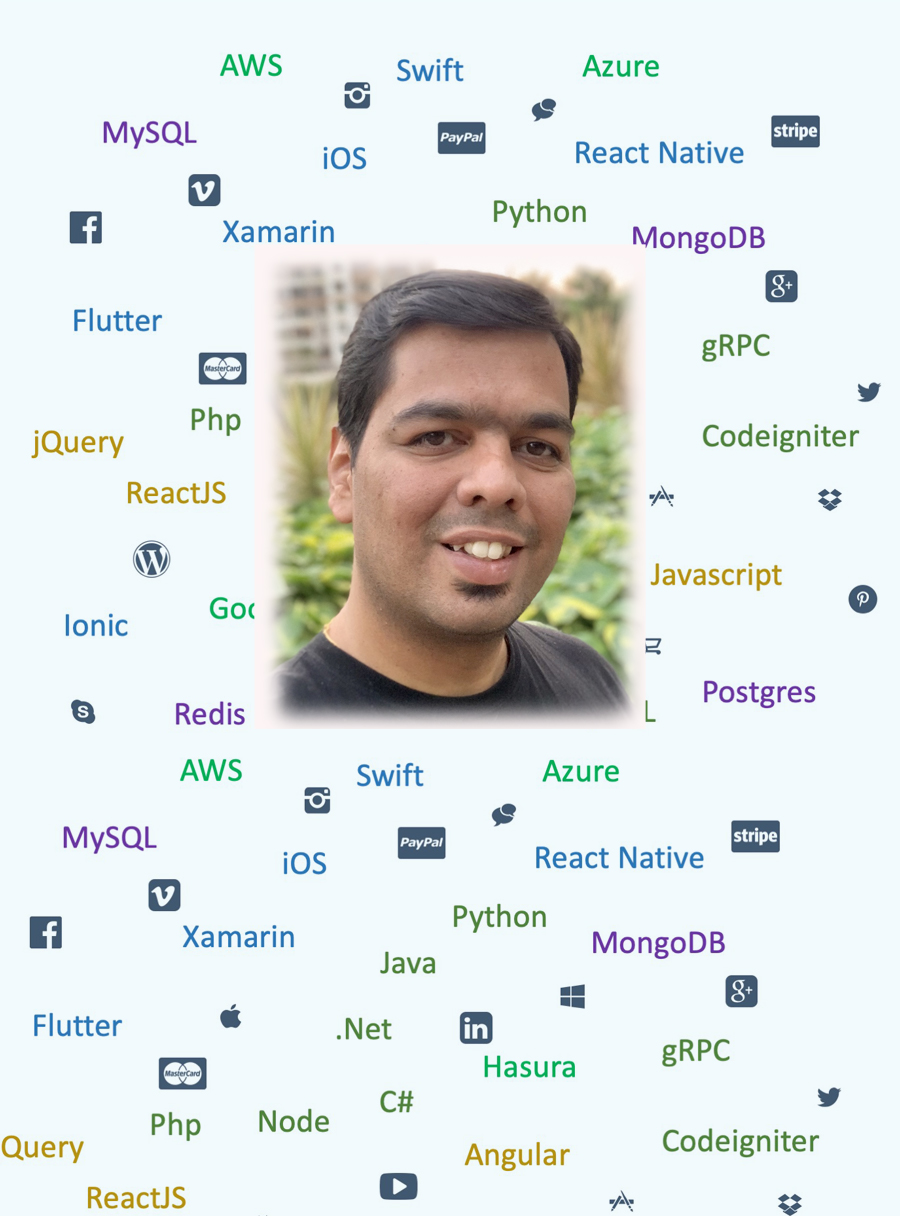 AWS
Swift
Azure
MySQL
PayPal
stripe
iOS
React Native
Python
Xamarin
MongoDB
g+
Flutter
gRPC
MasterCard
Php
Codeigniter
jQuery
ReactJS
W
Javascript
Ionic
Goo
Postgres
Redis
L
AWS
Swift
Azure
MySQL
PayPal
stripe
iOS
React Native
Python
Xamarin
MongoDB
Java
g+
Flutter
.Net
in
gRPC
Hasura
MasterCard
C#
Php
Node
Codeigniter
Query
Angular
ReactJS